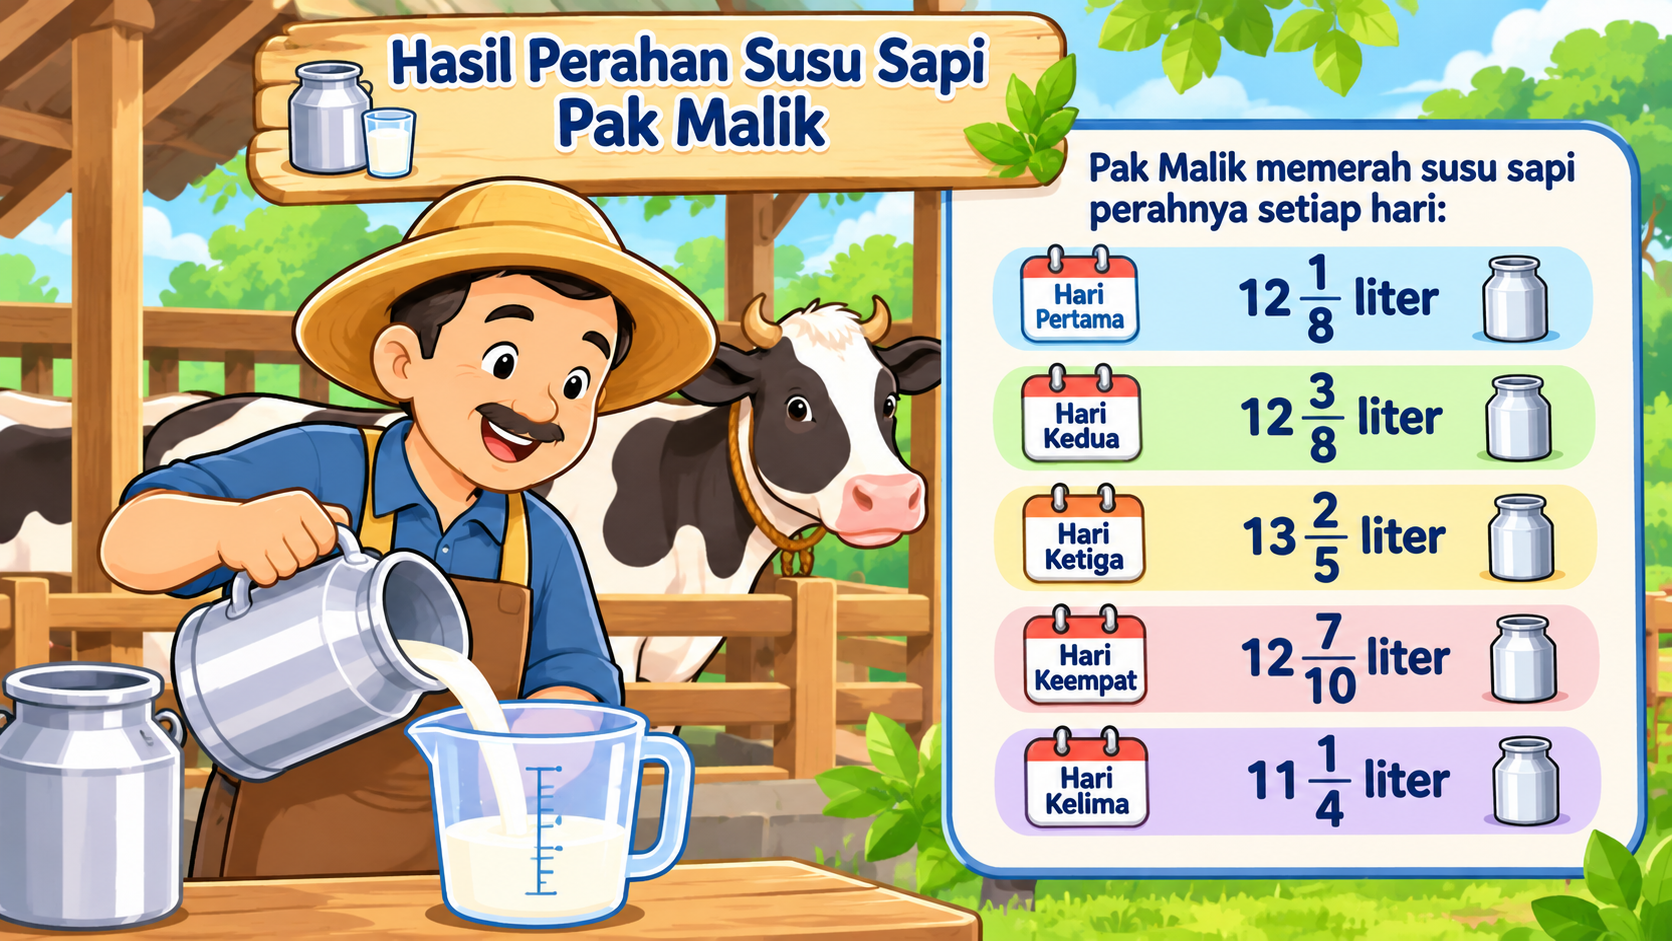 Hasil Perahan Susu Sapi
Pak Malik
Pak Malik memerah susu sapi
perahnya setiap hari:
Hari
Pertama
12 1/8 liter
Hari
Kedua
12 3/8 liter
Hari
Ketiga
13 2/5 liter
Hari
Keempat
12 7/10 liter
Hari
Kelima
11 1/4 liter